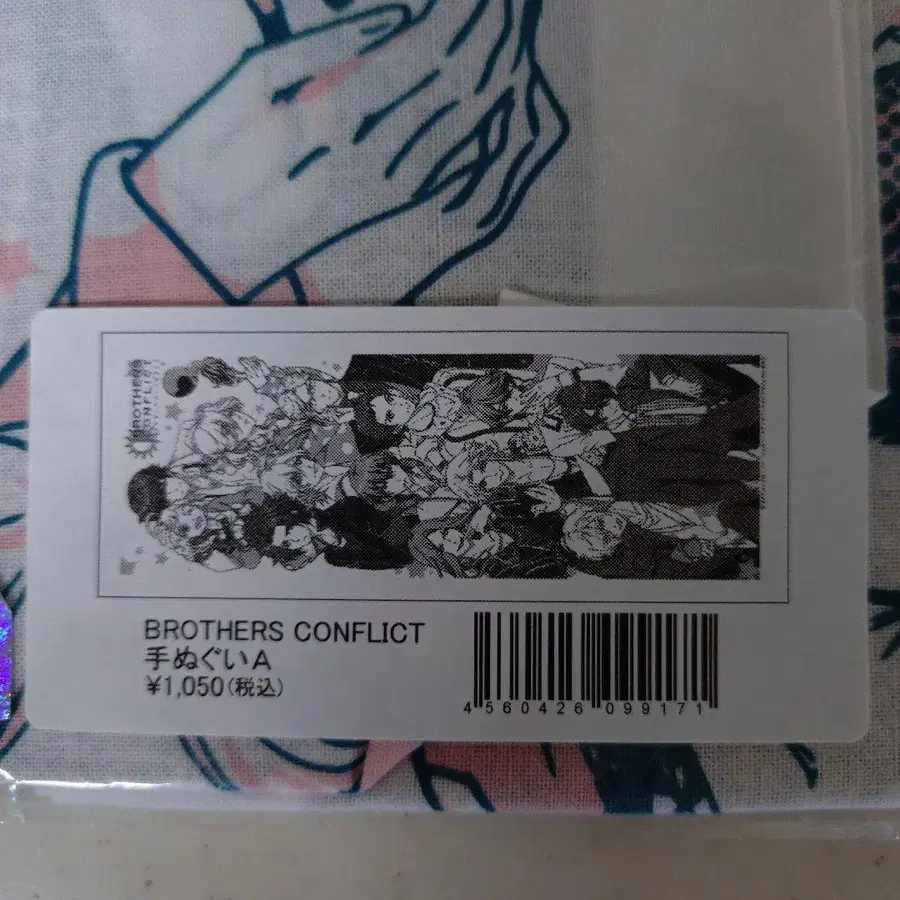 BROTHERS
CONFLICT
BROTHERS CONFLICT
手ぬぐいA
¥1,050(税込)
4 560426 099171